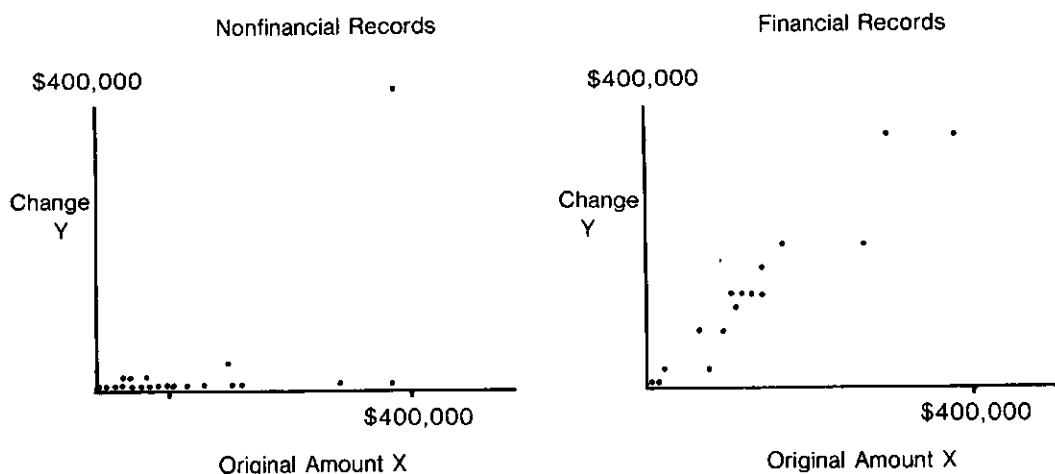 Nonfinancial Records
$400,000
Change
Y
$400,000
Original Amount X
Financial Records
$400,000
Change
Y
$400,000
Original Amount X